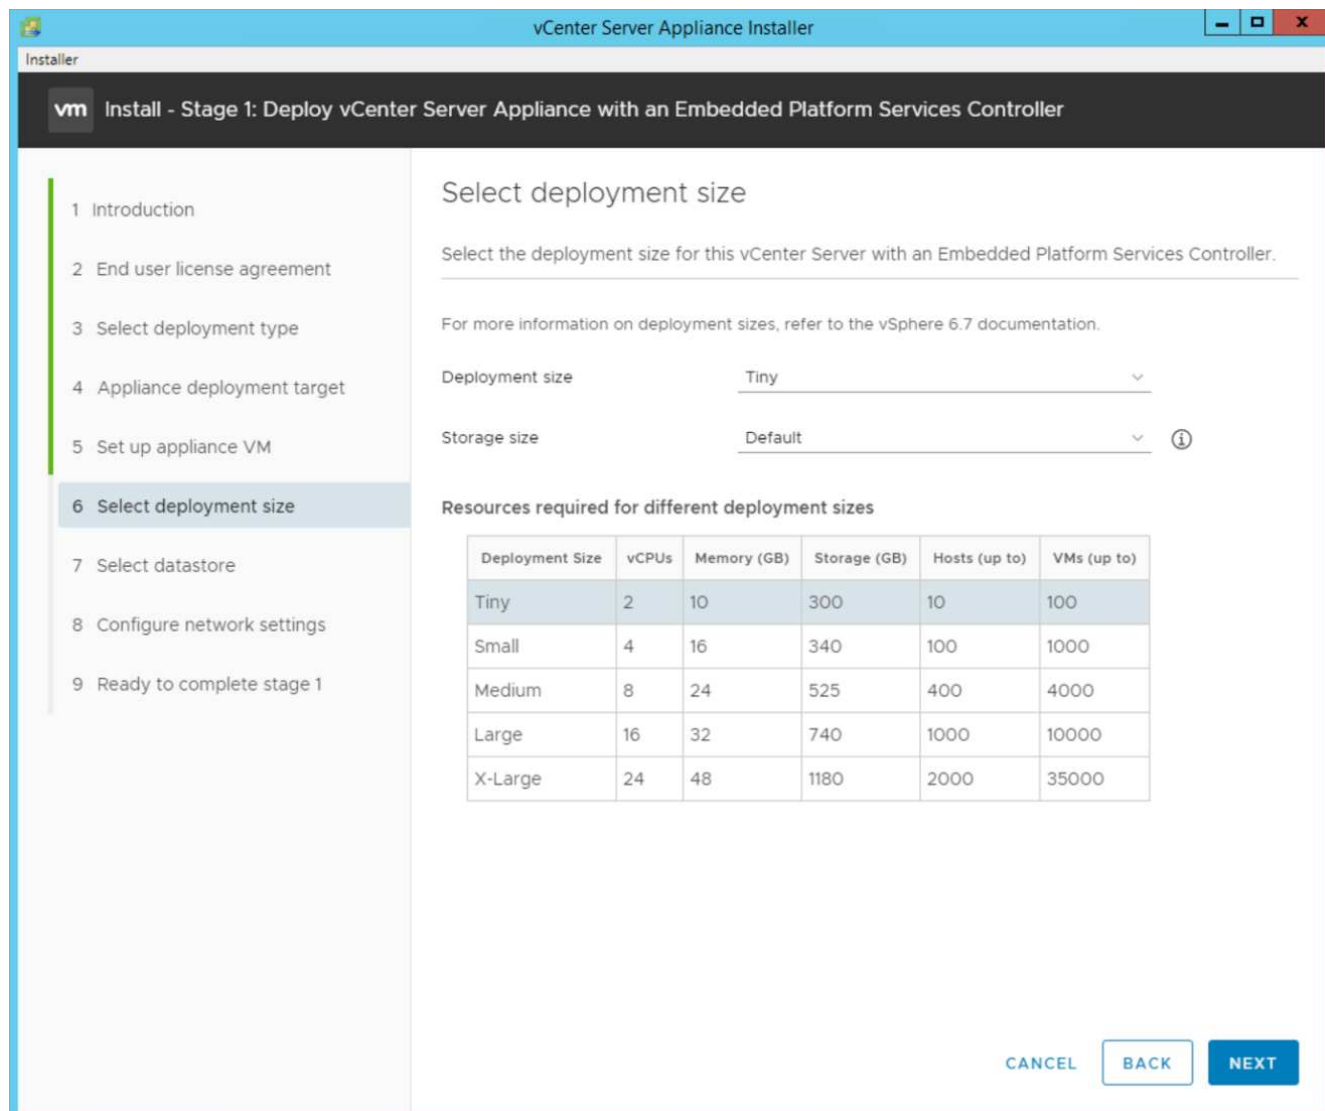 vCenter Server Appliance Installer
Installer
vm Install - Stage 1: Deploy vCenter Server Appliance with an Embedded Platform Services Controller
1 Introduction
2 End user license agreement
3 Select deployment type
4 Appliance deployment target
5 Set up appliance VM
6 Select deployment size
7 Select datastore
8 Configure network settings
9 Ready to complete stage 1
Select deployment size
Select the deployment size for this vCenter Server with an Embedded Platform Services Controller.
For more information on deployment sizes, refer to the vSphere 6.7 documentation.
Deployment size Tiny
Storage size Default
Resources required for different deployment sizes
Deployment Size vCPUs Memory (GB) Storage (GB) Hosts (up to) VMs (up to)
Tiny 2 10 300 10 100
Small 4 16 340 100 1000
Medium 8 24 525 400 4000
Large 16 32 740 1000 10000
X-Large 24 48 1180 2000 35000
CANCEL BACK NEXT